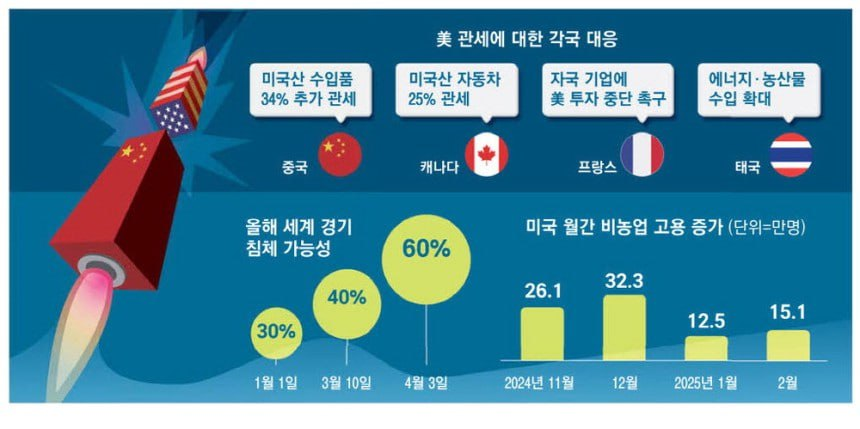 美 관세에 대한 각국 대응
미국산 수입품
34% 추가 관세
중국
미국산 자동차
25% 관세
캐나다
자국 기업에
美 투자 중단 촉구
프랑스
에너지·농산물
수입 확대
태국
올해 세계 경기
침체 가능성
30%
40%
60%
1월 1일
3월 10일
4월 3일
미국 월간 비농업 고용 증가 (단위=만명)
26.1
32.3
12.5
15.1
2024년 11월
12월
2025년 1월
2월